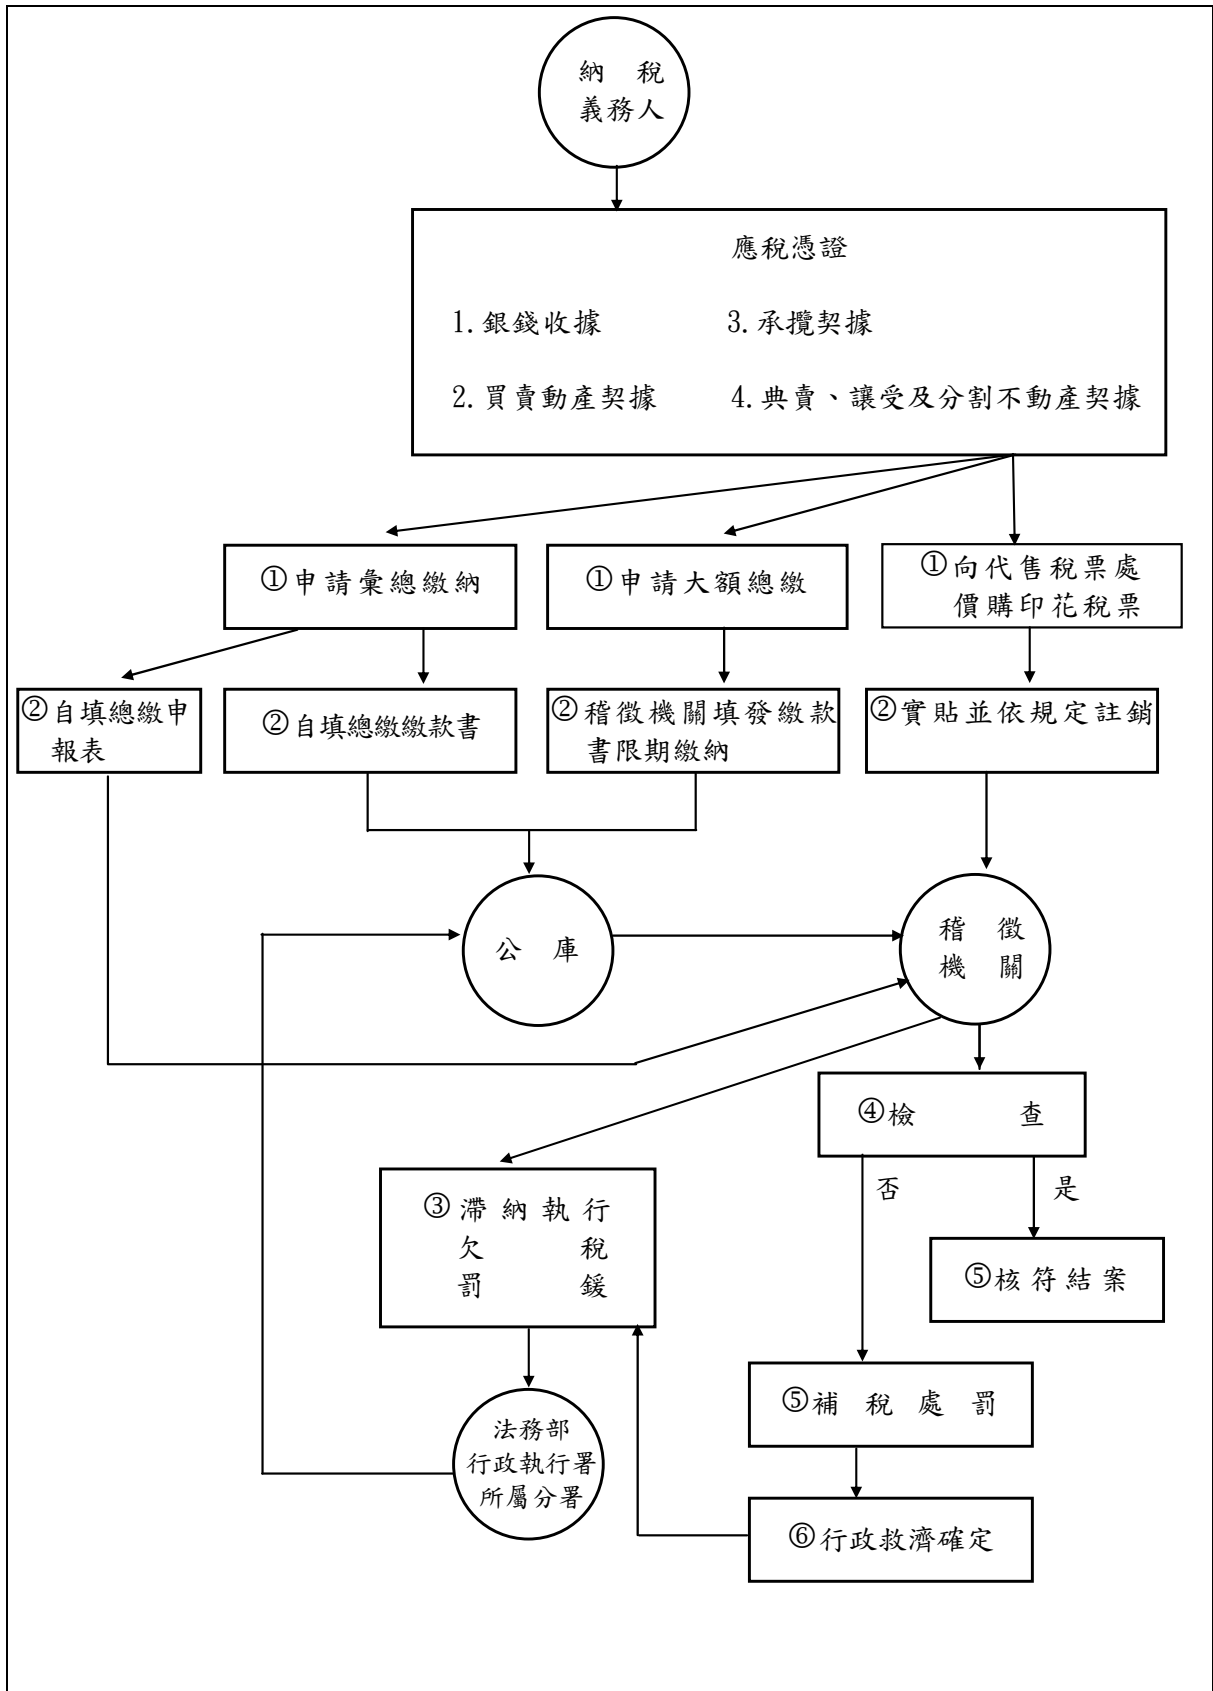 納 稅
義務人
應稅憑證
1.銀錢收據
3.承攬契據
2.買賣動產契據
4.典賣、讓受及分割不動產契據
①申請彙總繳納
①申請大額總繳
①向代售稅票處
價購印花稅票
②自填總繳申
報表
②自填總繳繳款書
②稽徵機關填發繳款
書限期繳納
②實貼並依規定註銷
公 庫
稽 徵
機 關
④檢 查
否
是
③滯納執行
欠 稅
罰 鍰
⑤核符結案
⑤補稅處罰
法務部
行政執行署
所屬分署
⑥行政救濟確定